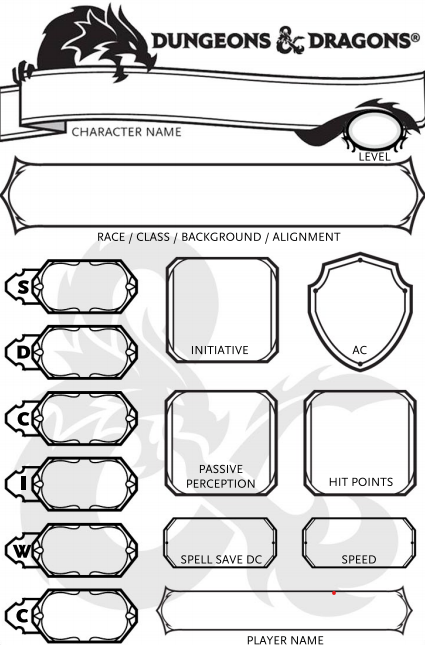 DUNGEONS & DRAGONS®
CHARACTER NAME
LEVEL
RACE / CLASS / BACKGROUND / ALIGNMENT
S
INITIATIVE
AC
D
C
PASSIVE
PERCEPTION
HIT POINTS
I
W
SPELL SAVE DC
SPEED
C
PLAYER NAME